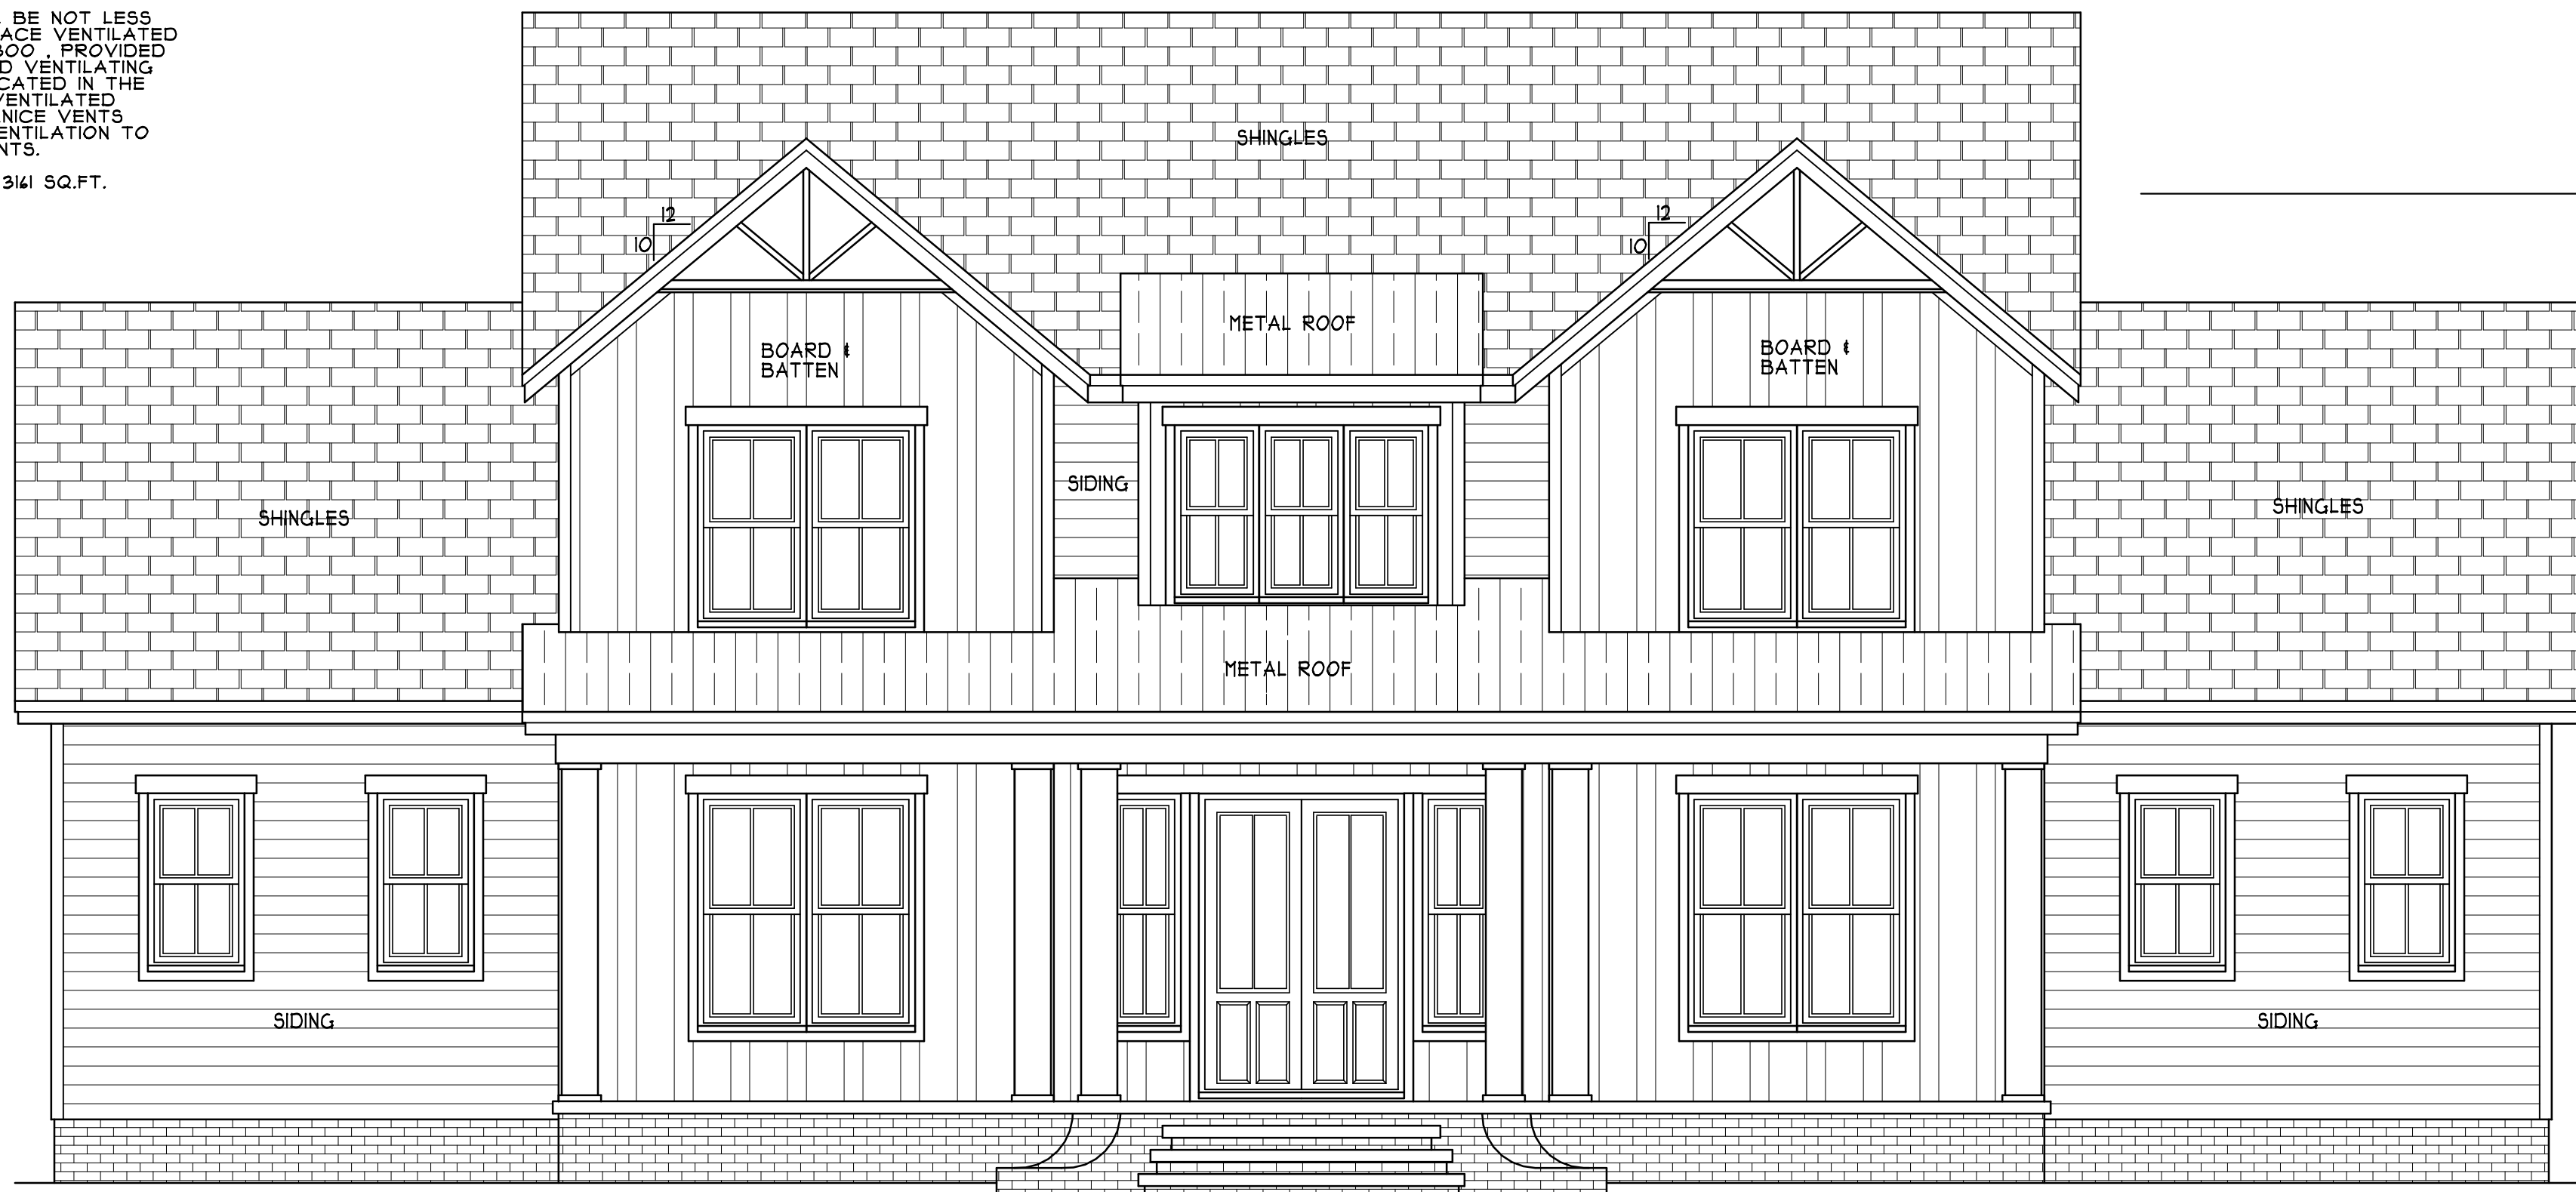 BE NOT LESS
ACE VENTILATED
300 . PROVIDED
D VENTILATING
CATED IN THE
VENTILATED
NICE VENTS
ENTILATION TO
NTS.
3161 SQ.FT.
SHINGLES
12
10
12
10
METAL ROOF
BOARD &
BATTEN
BOARD &
BATTEN
SIDING
SHINGLES
SHINGLES
METAL ROOF
SIDING
SIDING